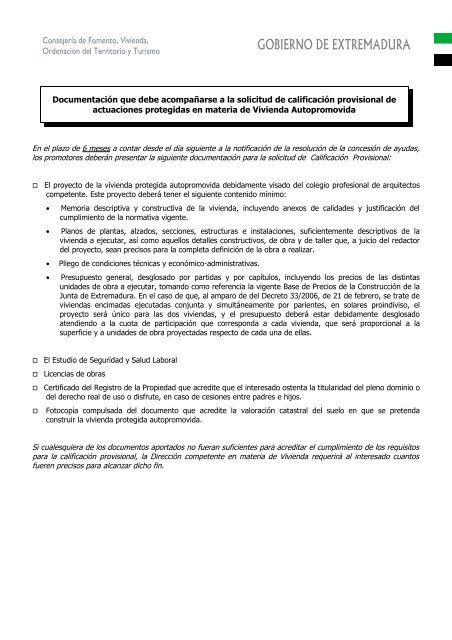 Consejería de Fomento, Vivienda,
Ordenación del Territorio y Turismo
GOBIERNO DE EXTREMADURA
Documentación que debe acompañarse a la solicitud de calificación provisional de
actuaciones protegidas en materia de Vivienda Autopromovida
En el plazo de 6 meses a contar desde el día siguiente a la notificación de la resolución de la concesión de ayudas,
los promotores deberán presentar la siguiente documentación para la solicitud de Calificación Provisional:
□ El proyecto de la vivienda protegida autopromovida debidamente visado del colegio profesional de arquitectos
competente. Este proyecto deberá tener el siguiente contenido mínimo:
• Memoria descriptiva y constructiva de la vivienda, incluyendo anexos de calidades y justificación del
cumplimiento de la normativa vigente.
• Planos de plantas, alzados, secciones, estructuras e instalaciones, suficientemente descriptivos de la
vivienda a ejecutar, así como aquellos detalles constructivos, de obra y de taller que, a juicio del redactor
del proyecto, sean precisos para la completa definición de la obra a realizar.
• Pliego de condiciones técnicas y económico-administrativas.
• Presupuesto general, desglosado por partidas y por capítulos, incluyendo los precios de las distintas
unidades de obra a ejecutar, tomando como referencia la vigente Base de Precios de la Construcción de la
Junta de Extremadura. En el caso de que, al amparo de del Decreto 33/2006, de 21 de febrero, se trate de
viviendas encimadas ejecutadas conjunta y simultáneamente por parientes, en solares proindiviso, el
proyecto será único para las dos viviendas, y el presupuesto deberá estar debidamente desglosado
atendiendo a la cuota de participación que corresponda a cada vivienda, que será proporcional a la
superficie y a unidades de obra proyectadas respecto de cada una de ellas.
□ El Estudio de Seguridad y Salud Laboral
□ Licencias de obras
□ Certificado del Registro de la Propiedad que acredite que el interesado ostenta la titularidad del pleno dominio o
del derecho real de uso o disfrute, en caso de cesiones entre padres e hijos.
□ Fotocopia compulsada del documento que acredite la valoración catastral del suelo en que se pretenda
construir la vivienda protegida autopromovida.
Si cualesquiera de los documentos aportados no fueran suficientes para acreditar el cumplimiento de los requisitos
para la calificación provisional, la Dirección competente en materia de Vivienda requerirá al interesado cuantos
fueren precisos para alcanzar dicho fin.